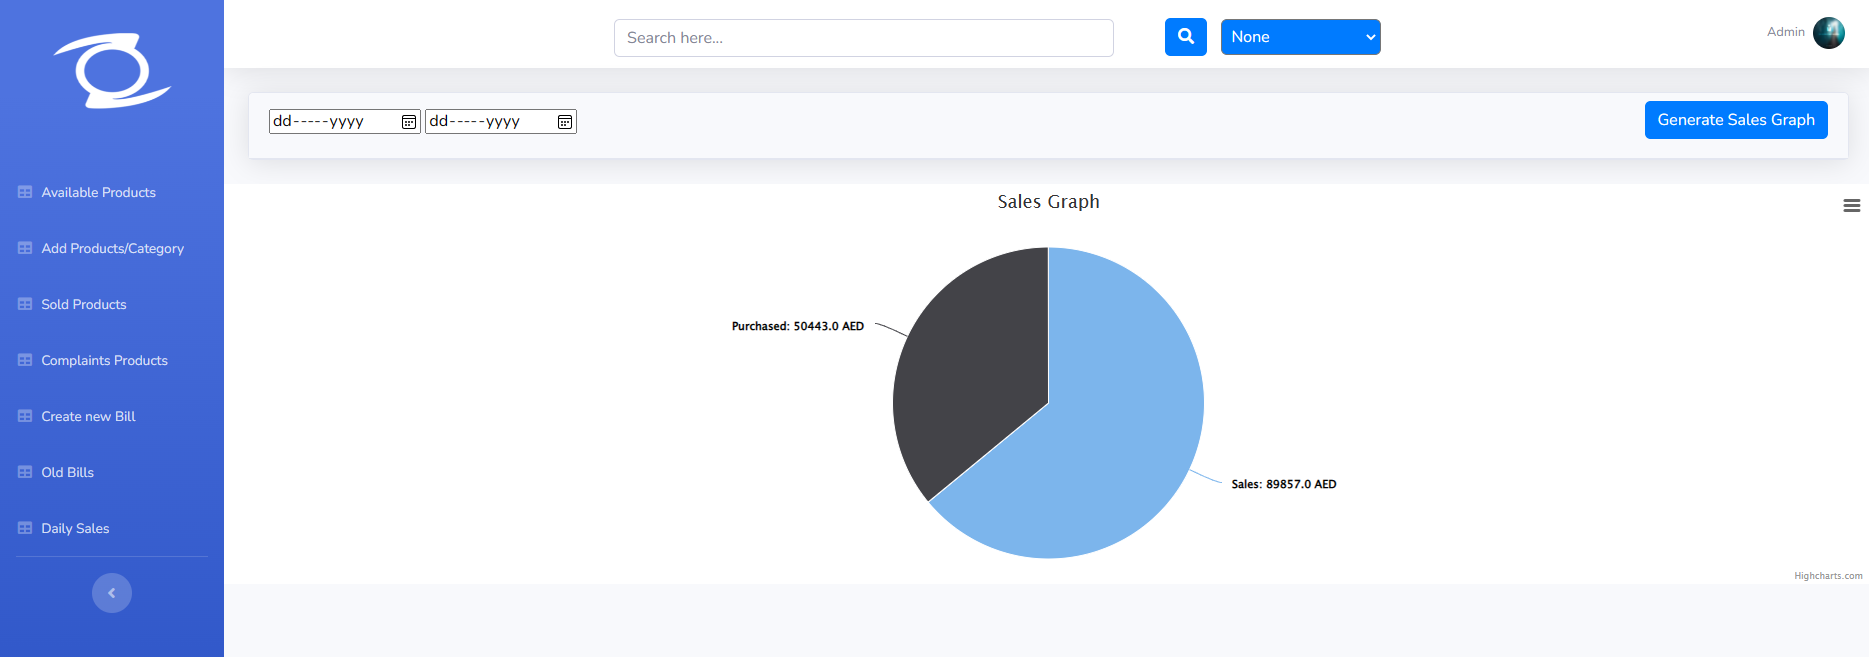 Search here...
None
Admin
dd-----yyyy dd-----yyyy
Generate Sales Graph
Available Products
Add Products/Category
Sold Products
Complaints Products
Create new Bill
Old Bills
Daily Sales
Sales Graph
Purchased: 50443.0 AED
Sales: 89857.0 AED
Highcharts.com